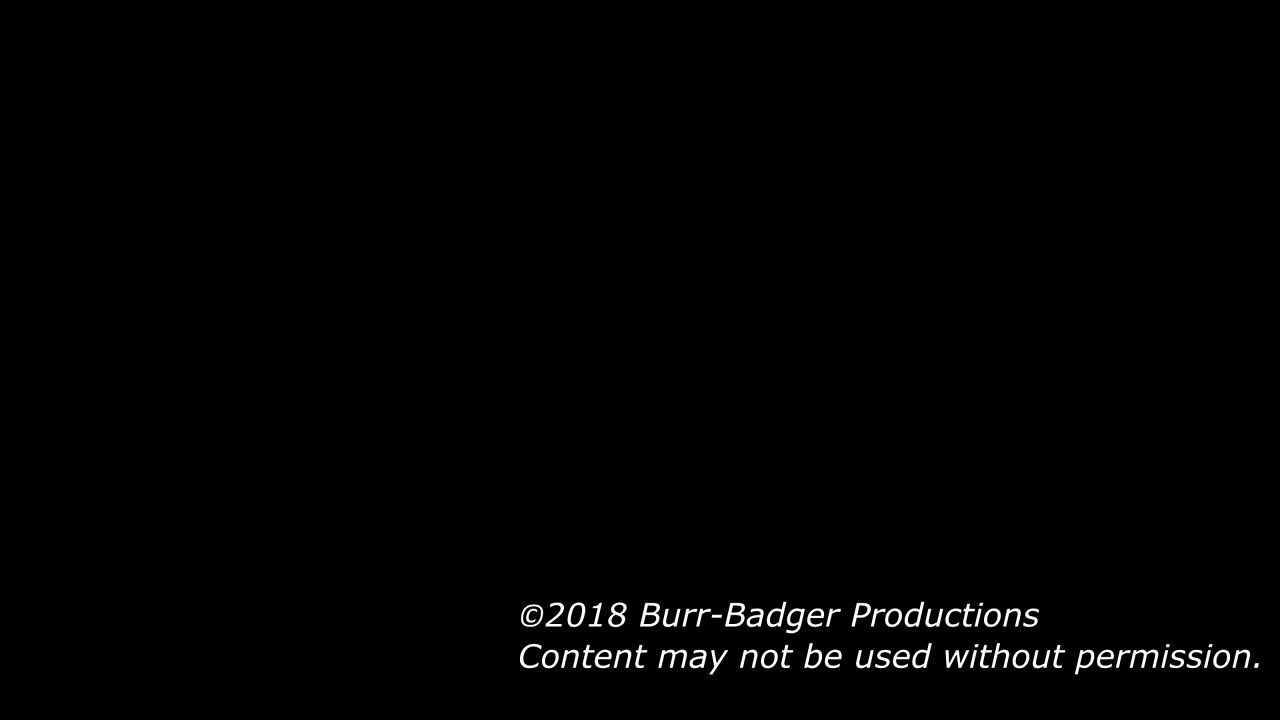 ©2018 Burr-Badger Productions
Content may not be used without permission.